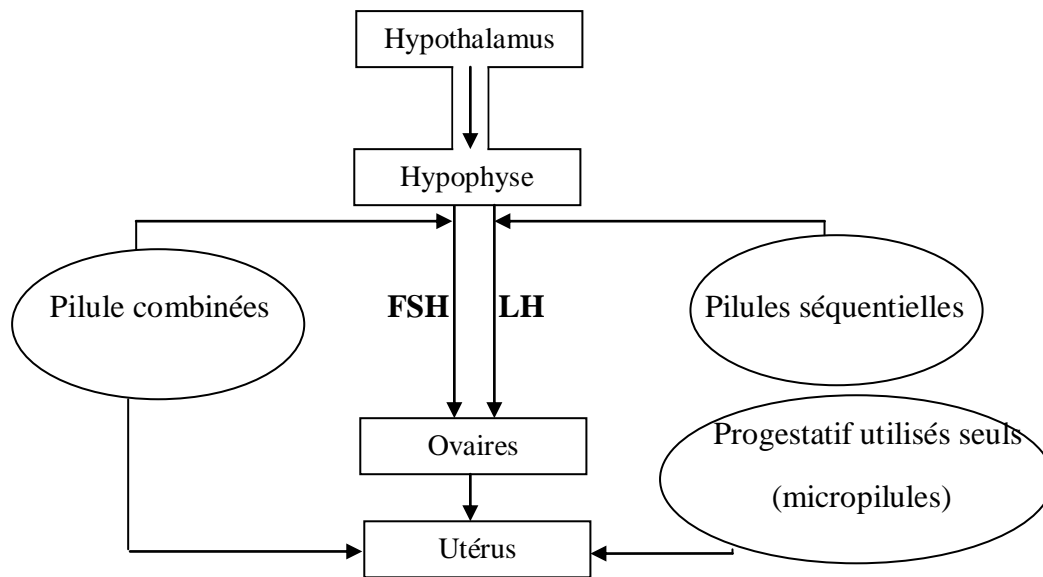 Hypothalamus
Hypophyse
Pilule combinées
FSH
LH
Pilules séquentielles
Ovaires
Progestatif utilisés seuls
(micropilules)
Utérus